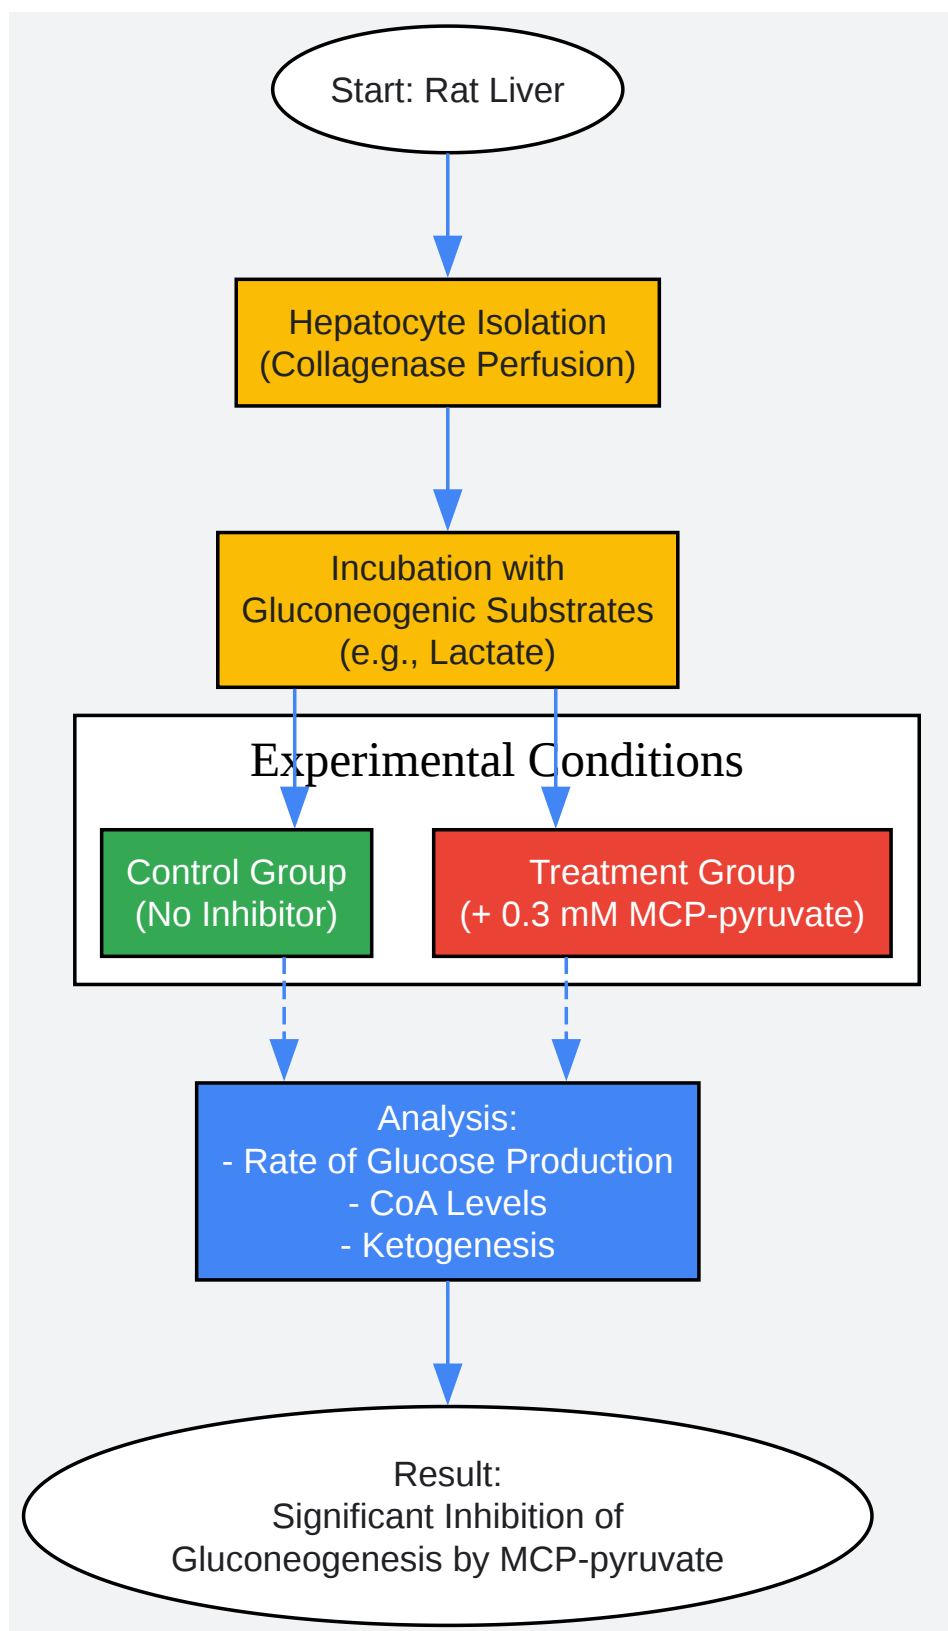 Start: Rat Liver
Hepatocyte Isolation
(Collagenase Perfusion)
Incubation with
Gluconeogenic Substrates
(e.g., Lactate)
Experimental Conditions
Control Group
(No Inhibitor)
Treatment Group
(+ 0.3 mM MCP-pyruvate)
Analysis:
- Rate of Glucose Production
- CoA Levels
- Ketogenesis
Result:
Significant Inhibition of
Gluconeogenesis by MCP-pyruvate